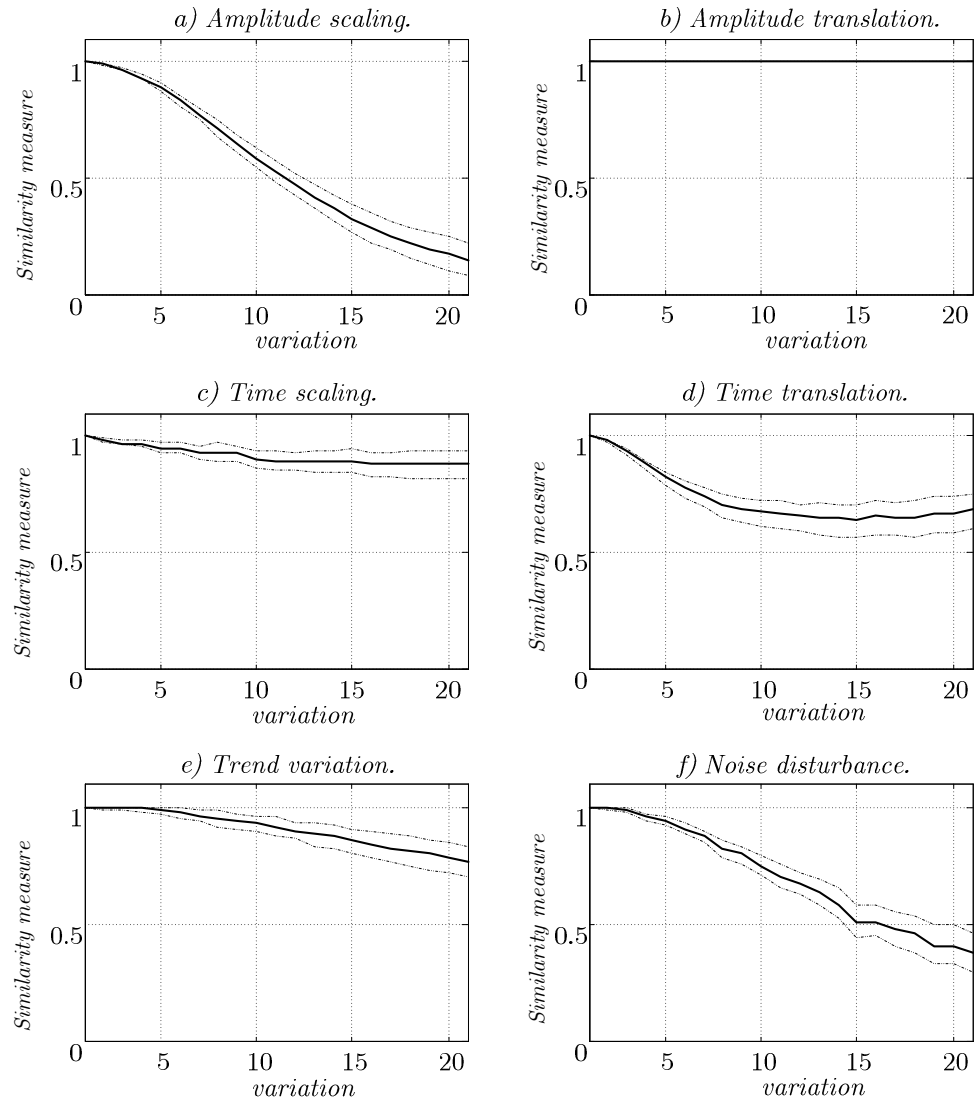 a) Amplitude scaling.
1
0.5
0
Similarity measure
5 10 15 20
variation
b) Amplitude translation.
1
0.5
0
Similarity measure
5 10 15 20
variation
c) Time scaling.
1
0.5
0
Similarity measure
5 10 15 20
variation
d) Time translation.
1
0.5
0
Similarity measure
5 10 15 20
variation
e) Trend variation.
1
0.5
0
Similarity measure
5 10 15 20
variation
f) Noise disturbance.
1
0.5
0
Similarity measure
5 10 15 20
variation